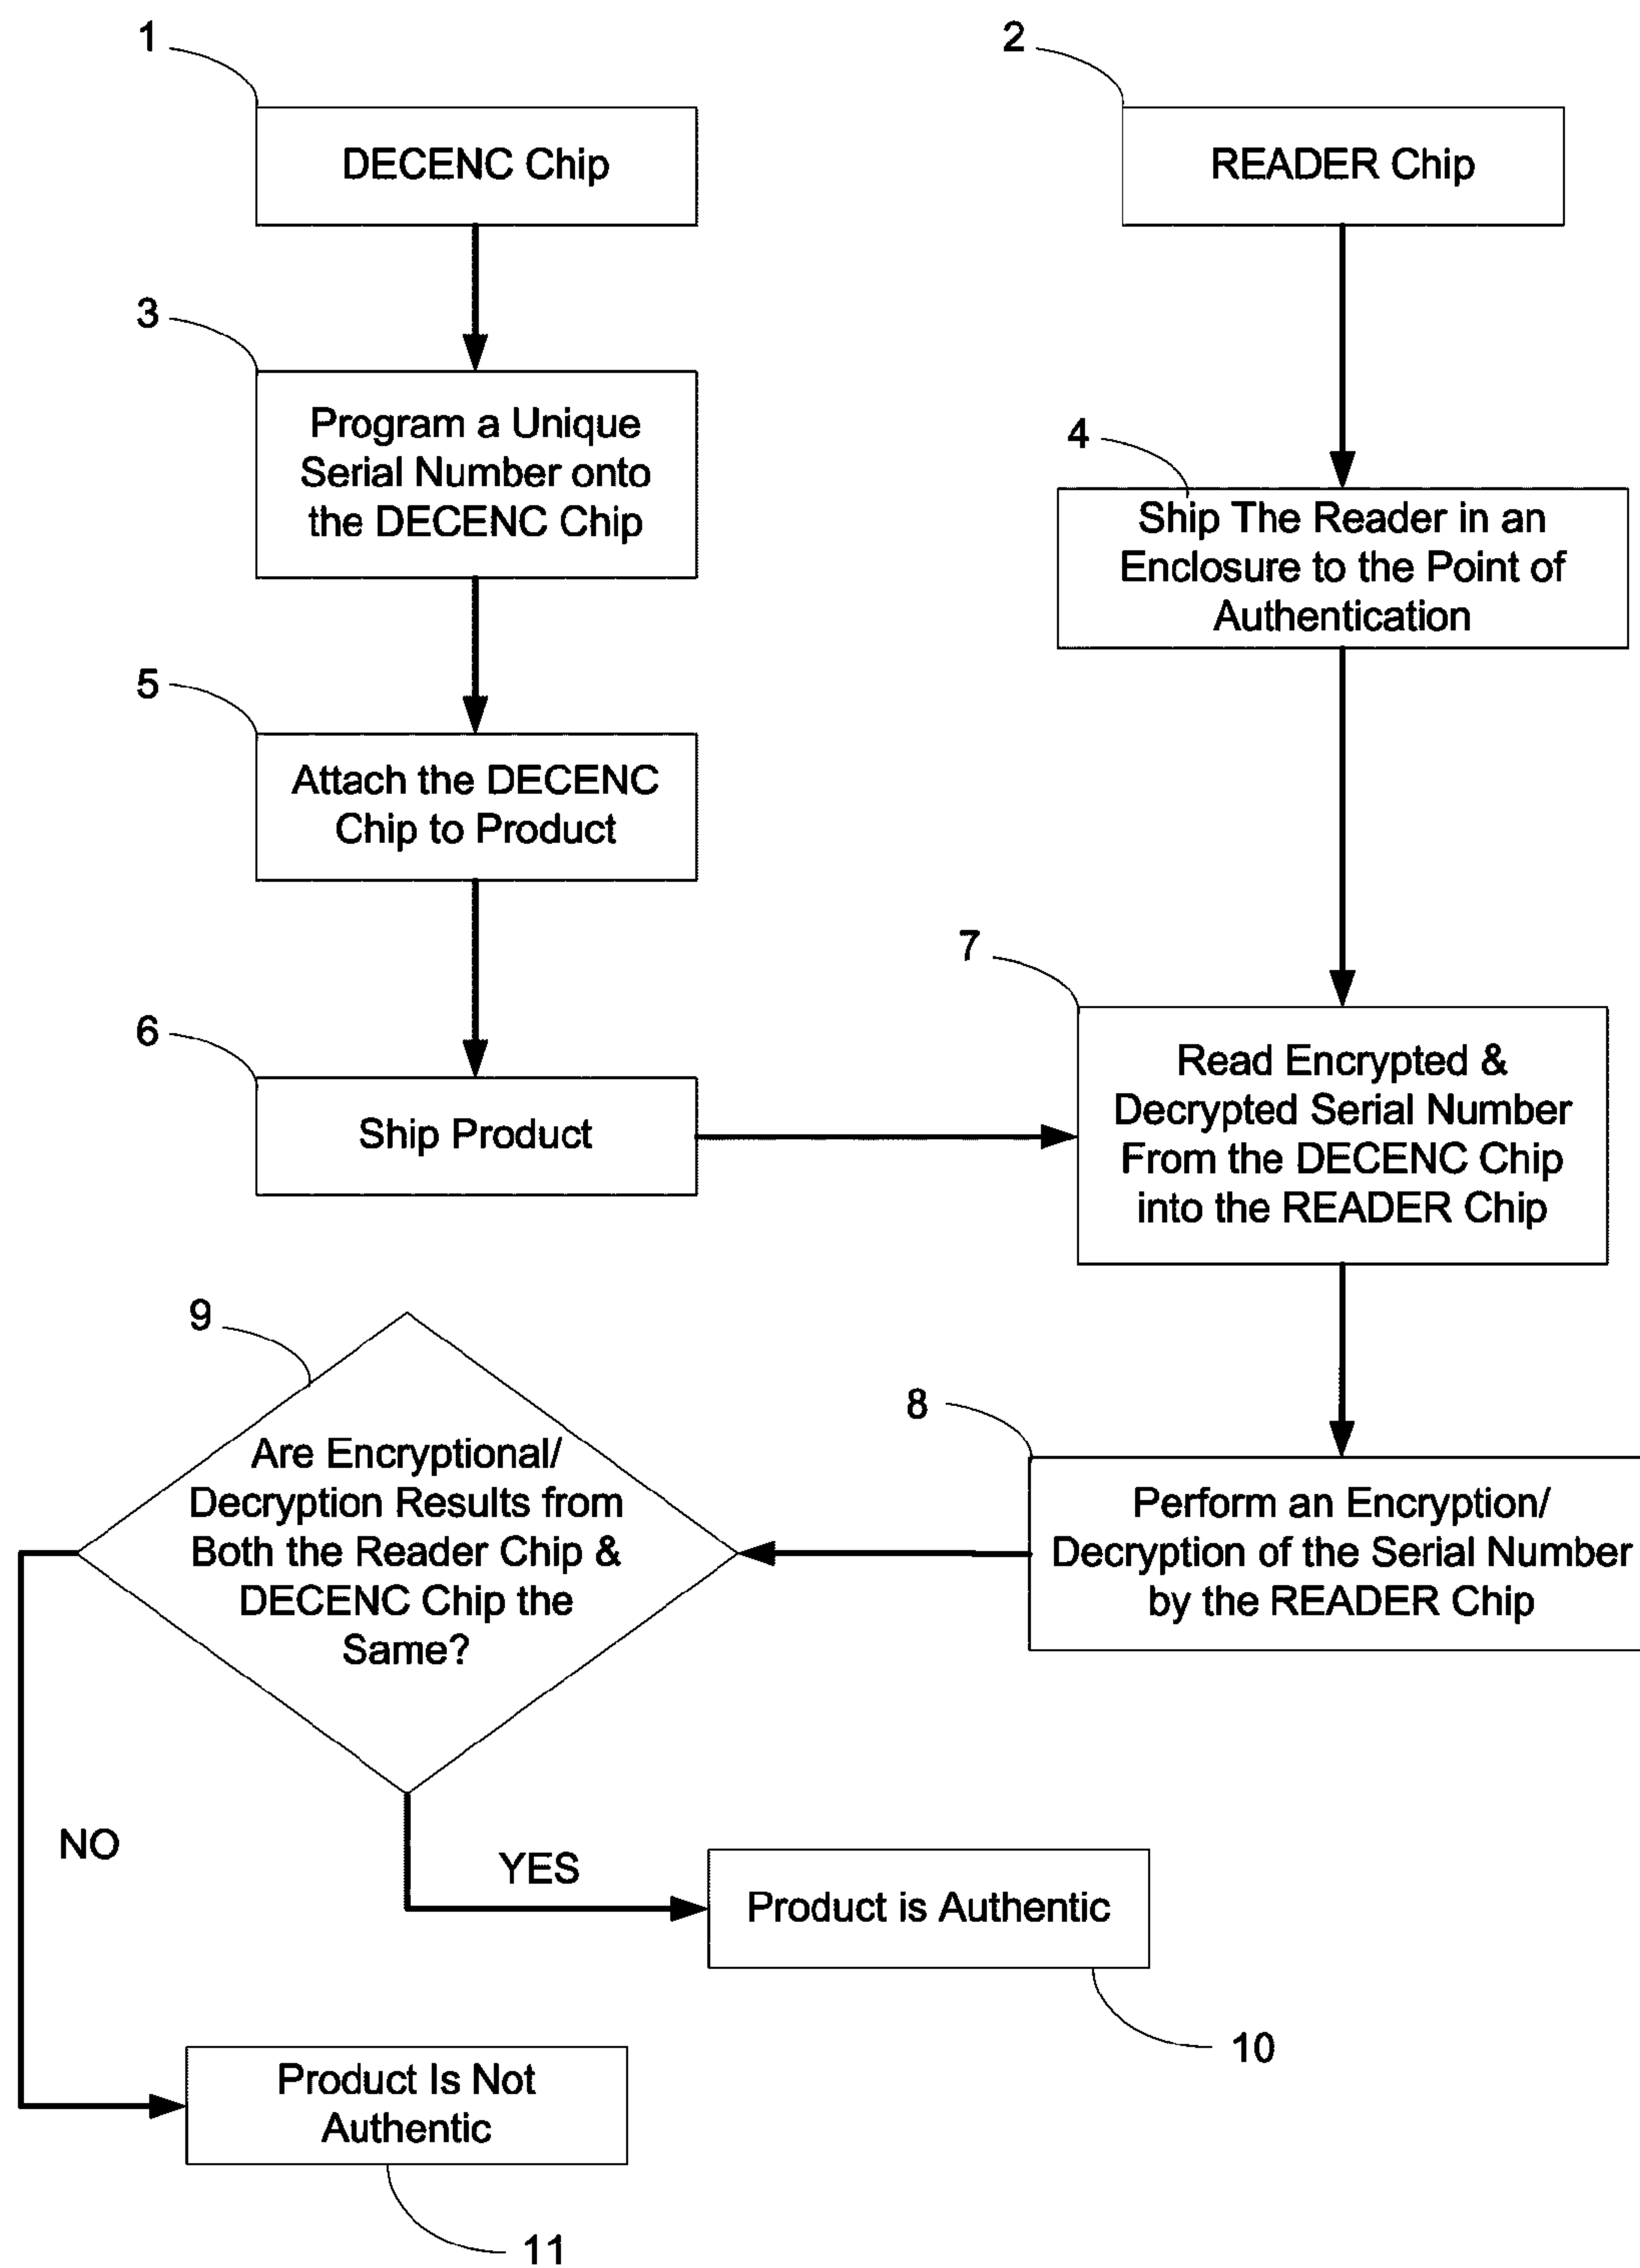 1
2
DECENC Chip
READER Chip
3
Program a Unique
Serial Number onto
the DECENC Chip
4
Ship The Reader in an
Enclosure to the Point of
Authentication
5
Attach the DECENC
Chip to Product
6
Ship Product
7
Read Encrypted &
Decrypted Serial Number
From the DECENC Chip
into the READER Chip
9
Are Encryptional/
Decryption Results from
Both the Reader Chip &
DECENC Chip the
Same?
8
Perform an Encryption/
Decryption of the Serial Number
by the READER Chip
NO
YES
Product is Authentic
10
Product Is Not
Authentic
11